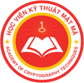 HỌC VIỆN KỸ THUẬT MẬT MÃ
ACADEMY OF CRYPTOGRAPHY TECHNIQUES